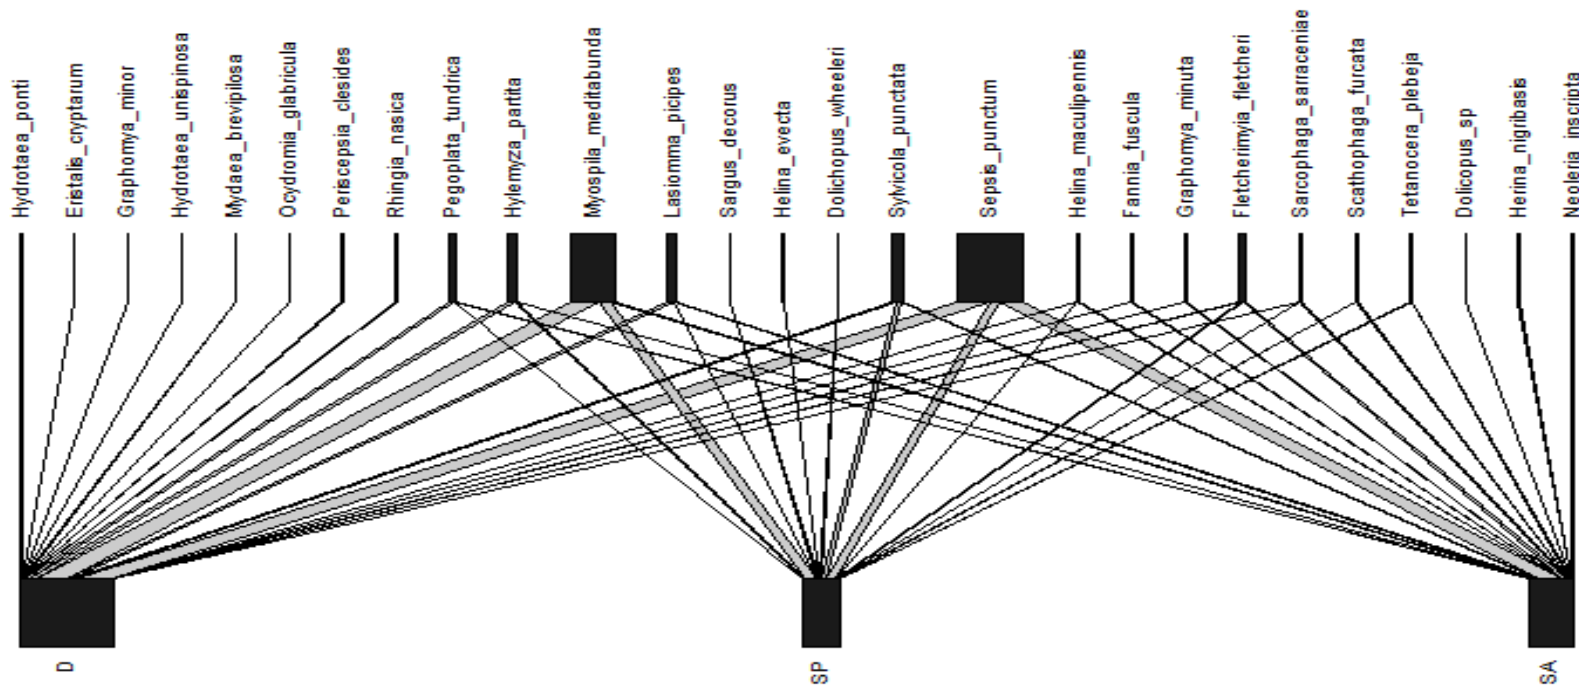 Hydrotaea_ponti
Eristalis_cryptarum
Graphomya_minor
Hydrotaea_unispinosa
Mydaea_brevipilosa
Ocydromia_glabricula
Periscepsia_clesides
Rhingia_nasica
Pegoplata_tundrica
Hylemyza_partita
Myospila_meditabunda
Lasiomma_picipes
Sargus_decorus
Helina_evecta
Dolichopus_wheeleri
Sylvicola_punctata
Sepsis_punctum
Helina_maculipennis
Fannia_fuscula
Graphomya_minuta
Fletcherimyia_fletcheri
Sarcophaga_sarraceniae
Scathophaga_furcata
Tetanocera_plebeja
Dolicopus_sp
Herina_nigribasis
Neoleria_inscripta
D
SP
SA